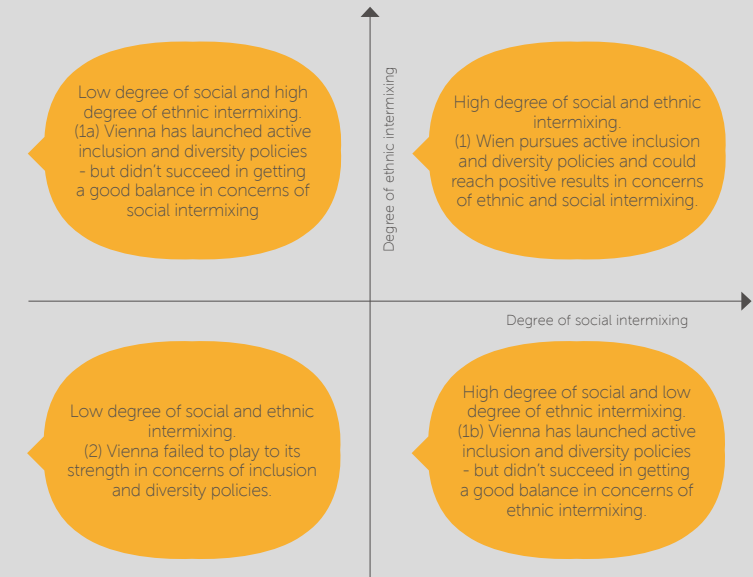 Low degree of social and high
degree of ethnic intermixing.
(1a) Vienna has launched active
inclusion and diversity policies
- but didn't succeed in getting
a good balance in concerns of
social intermixing
Degree of ethnic intermixing
High degree of social and ethnic
intermixing.
(1) Wien pursues active inclusion
and diversity policies and could
reach positive results in concerns
of ethnic and social intermixing.
Degree of social intermixing
Low degree of social and ethnic
intermixing.
(2) Vienna failed to play to its
strength in concerns of inclusion
and diversity policies.
High degree of social and low
degree of ethnic intermixing.
(1b) Vienna has launched active
inclusion and diversity policies
- but didn't succeed in getting
a good balance in concerns of
ethnic intermixing.